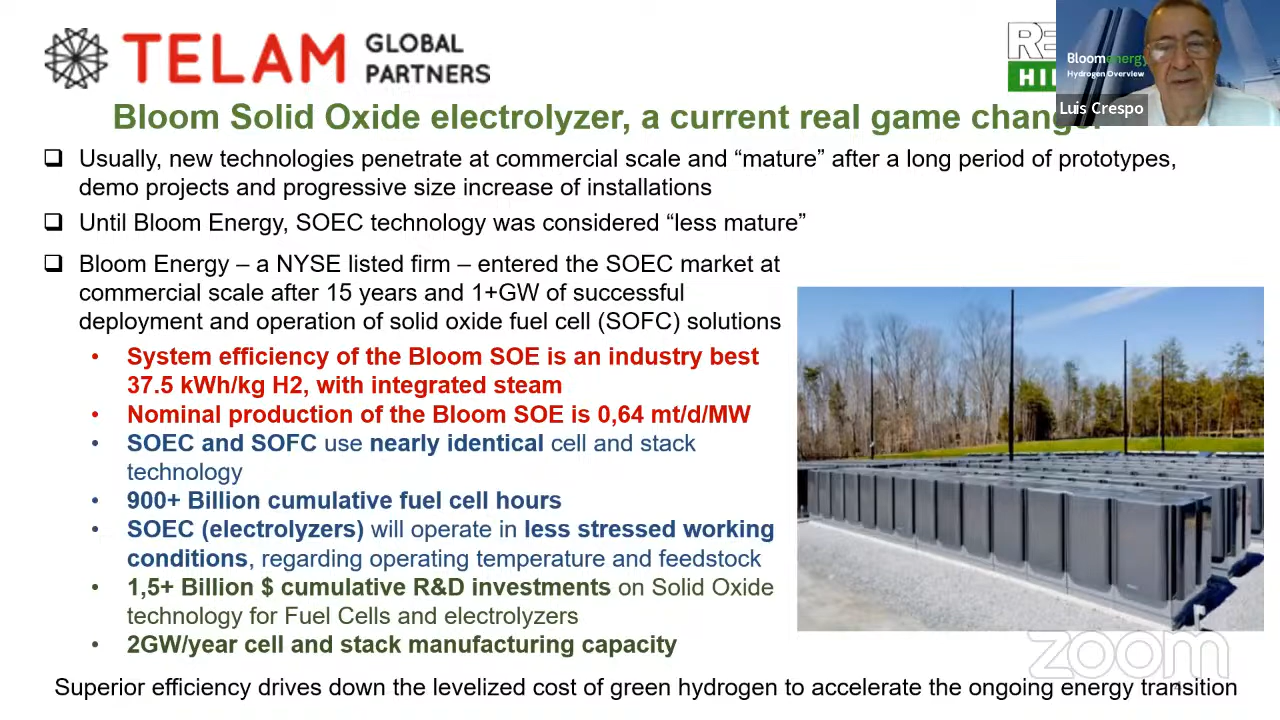 TELAM GLOBAL PARTNERS
RE
HI
Bloomenergy
Hydrogen Overview
Luis Crespo
Bloom Solid Oxide electrolyzer, a current real game
❑ Usually, new technologies penetrate at commercial scale and “mature” after a long period of prototypes,
demo projects and progressive size increase of installations
❑ Until Bloom Energy, SOEC technology was considered “less mature”
❑ Bloom Energy – a NYSE listed firm – entered the SOEC market at
commercial scale after 15 years and 1+GW of successful
deployment and operation of solid oxide fuel cell (SOFC) solutions
• System efficiency of the Bloom SOE is an industry best
37.5 kWh/kg H2, with integrated steam
• Nominal production of the Bloom SOE is 0,64 mt/d/MW
• SOEC and SOFC use nearly identical cell and stack
technology
• 900+ Billion cumulative fuel cell hours
• SOEC (electrolyzers) will operate in less stressed working
conditions, regarding operating temperature and feedstock
• 1,5+ Billion $ cumulative R&D investments on Solid Oxide
technology for Fuel Cells and electrolyzers
• 2GW/year cell and stack manufacturing capacity
zoom
Superior efficiency drives down the levelized cost of green hydrogen to accelerate the ongoing energy transition